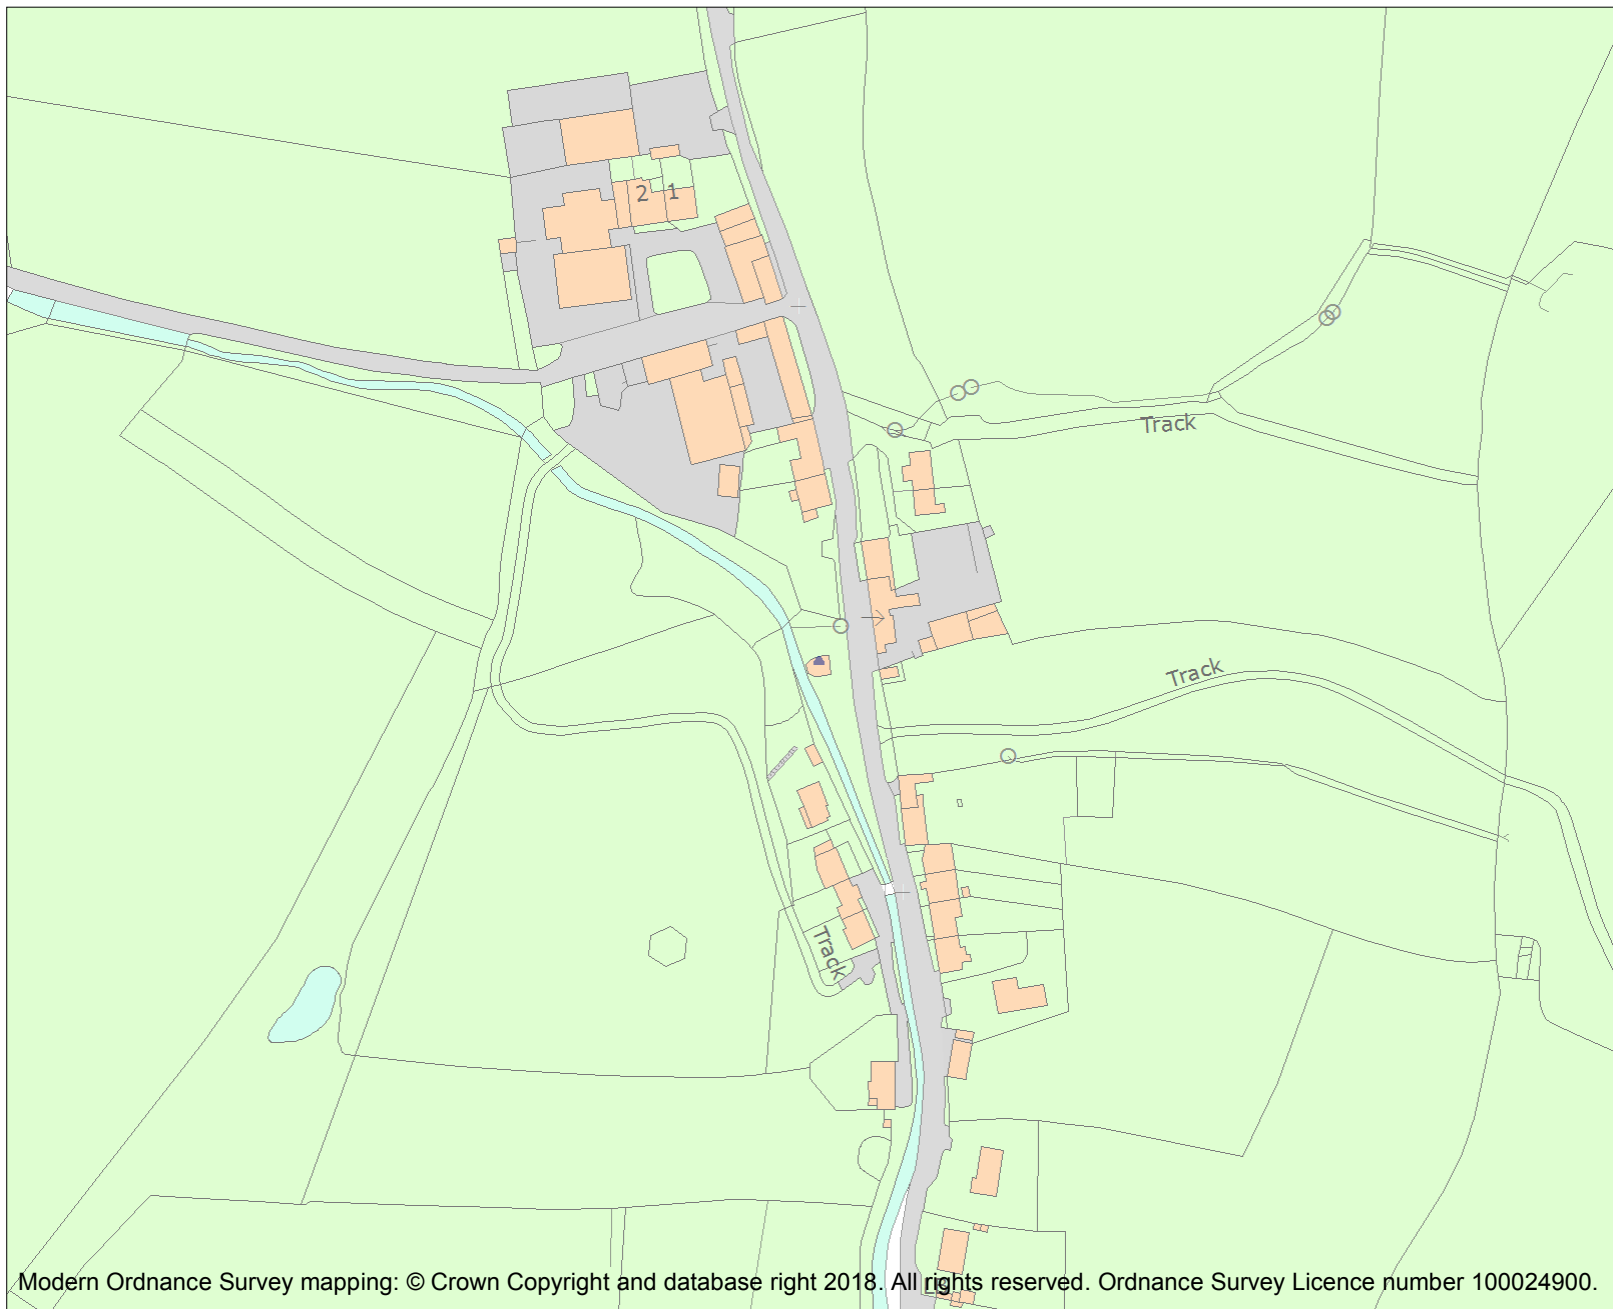 2 1
Track
Track
Track
LB
Modern Ordnance Survey mapping: © Crown Copyright and database right 2018. All rights reserved. Ordnance Survey Licence number 100024900.